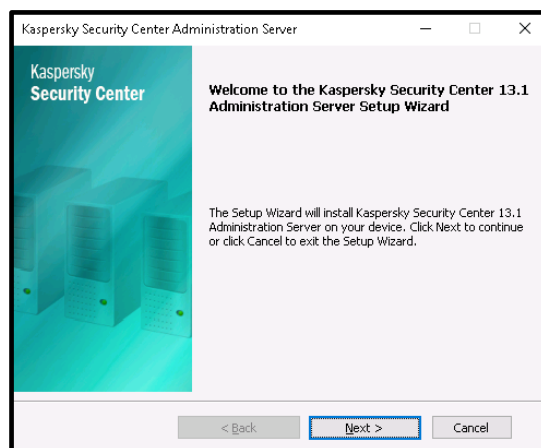 Kaspersky Security Center Administration Server
Kaspersky
Security Center
Welcome to the Kaspersky Security Center 13.1
Administration Server Setup Wizard
The Setup Wizard will install Kaspersky Security Center 13.1
Administration Server on your device. Click Next to continue
or click Cancel to exit the Setup Wizard.
< Back
Next >
Cancel